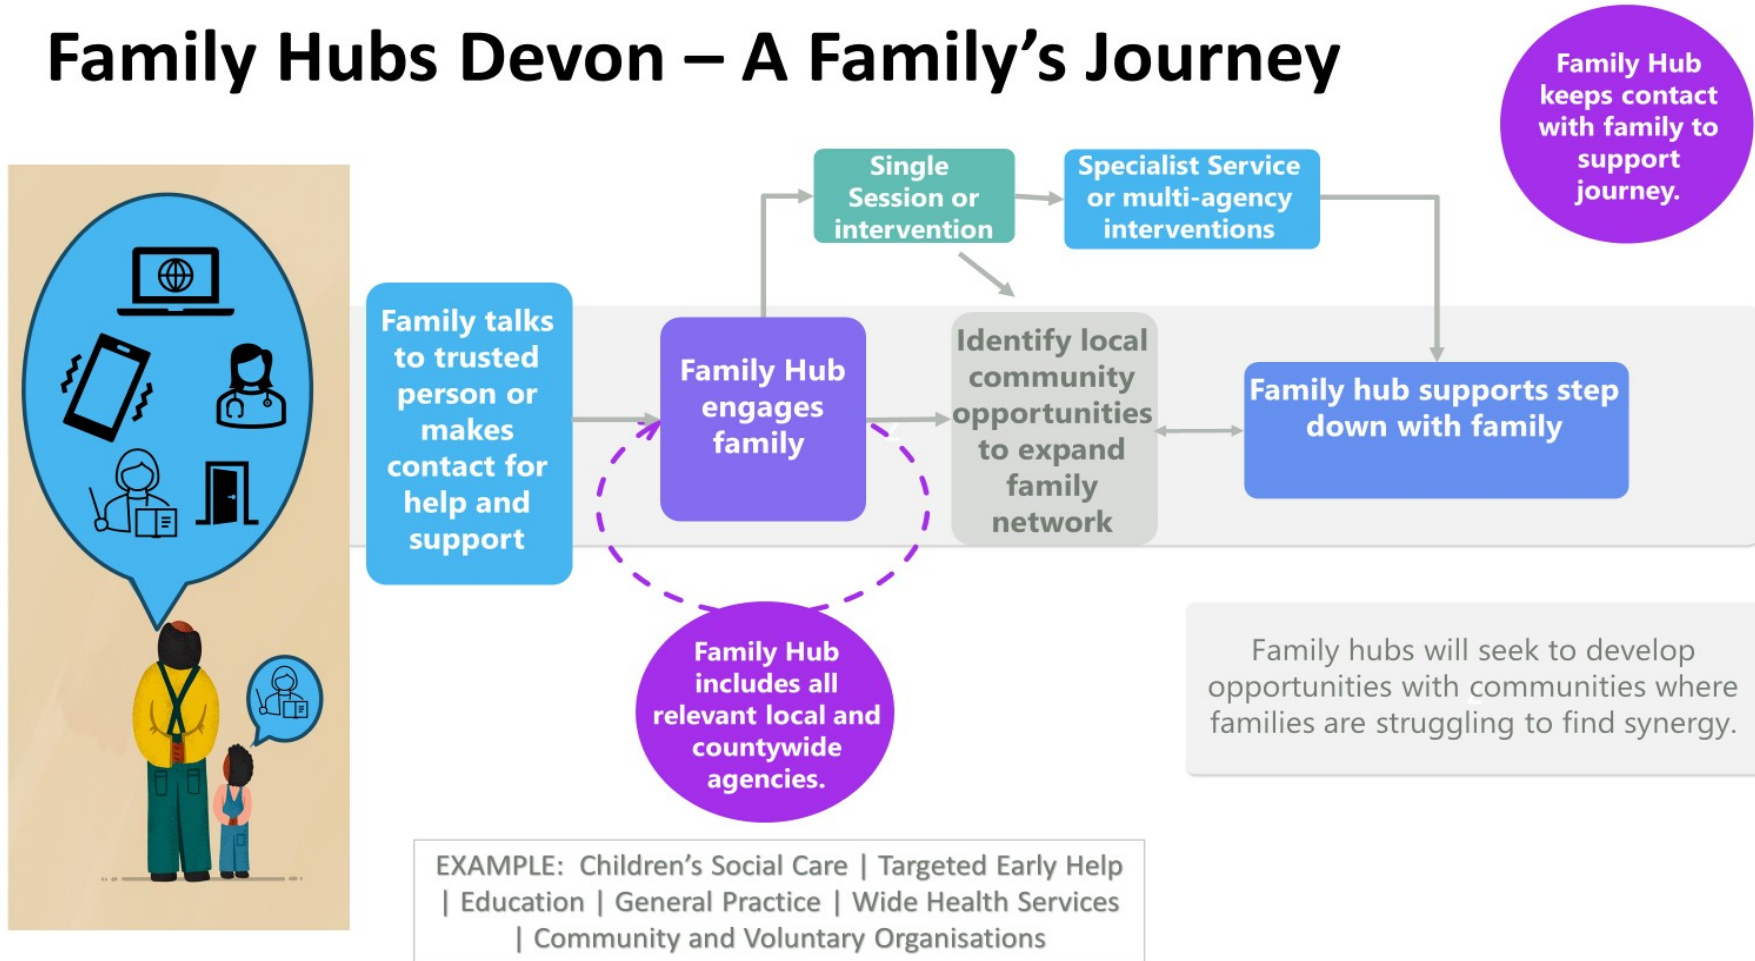 Family Hubs Devon – A Family's Journey
Family Hub
keeps contact
with family to
support
journey.
Single
Session or
intervention
Specialist Service
or multi-agency
interventions
Family talks
to trusted
person or
makes
contact for
help and
support
Family Hub
engages
family
Identify local
community
opportunities
to expand
family
network
Family hub supports step
down with family
Family Hub
includes all
relevant local and
countywide
agencies.
Family hubs will seek to develop
opportunities with communities where
families are struggling to find synergy.
EXAMPLE: Children's Social Care | Targeted Early Help
| Education | General Practice | Wide Health Services
| Community and Voluntary Organisations